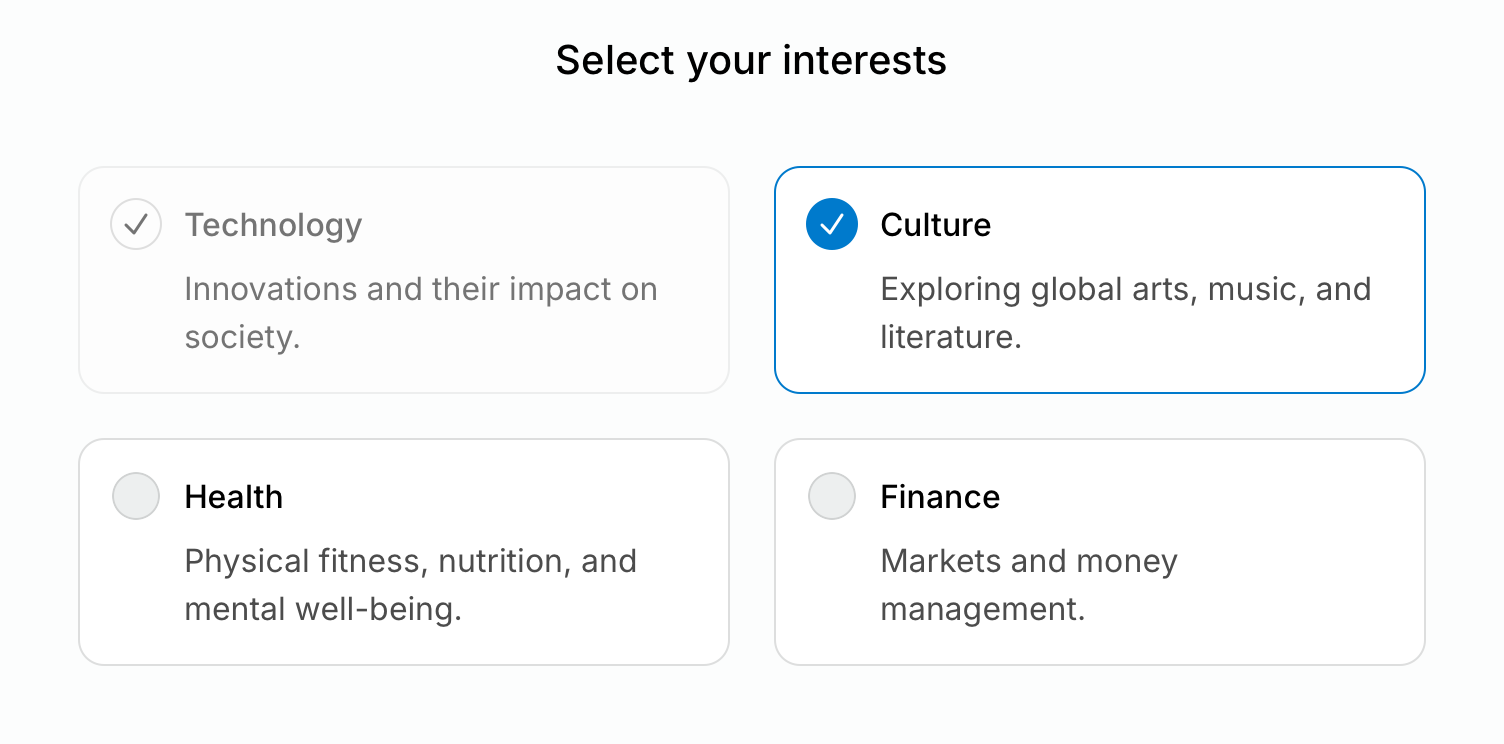 Select your interests
Technology
Innovations and their impact on
society.
Culture
Exploring global arts, music, and
literature.
Health
Physical fitness, nutrition, and
mental well-being.
Finance
Markets and money
management.